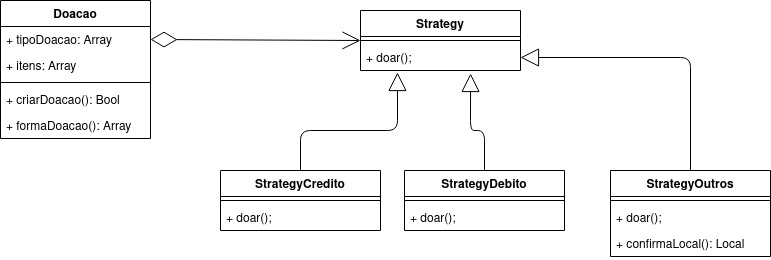 Doacao
+ tipoDoacao: Array
+ itens: Array
+ criarDoacao(): Bool
+ formaDoacao(): Array
Strategy
+ doar();
StrategyCredito
+ doar();
StrategyDebito
+ doar();
StrategyOutros
+ doar();
+ confirmaLocal(): Local